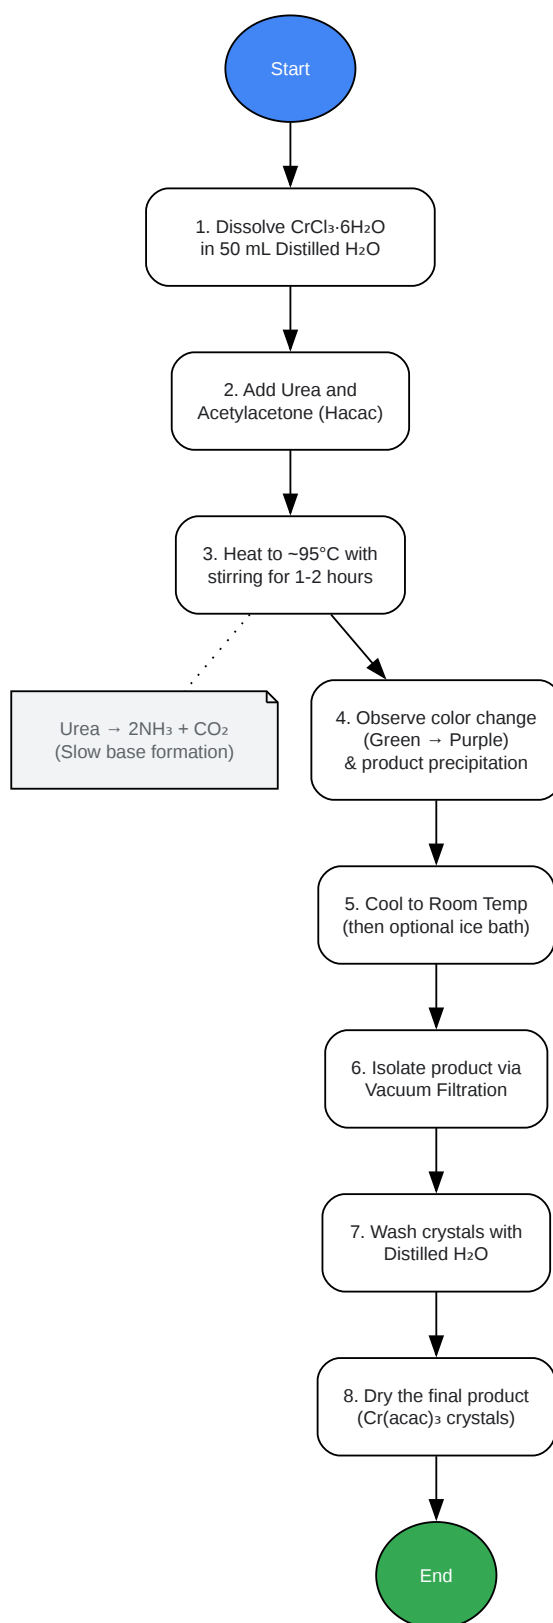 Start
1. Dissolve CrCl₃·6H₂O
in 50 mL Distilled H₂O
2. Add Urea and
Acetylacetone (Hacac)
3. Heat to ~95°C with
stirring for 1-2 hours
Urea → 2NH₃ + CO₂
(Slow base formation)
4. Observe color change
(Green → Purple)
& product precipitation
5. Cool to Room Temp
(then optional ice bath)
6. Isolate product via
Vacuum Filtration
7. Wash crystals with
Distilled H₂O
8. Dry the final product
(Cr(acac)₃ crystals)
End